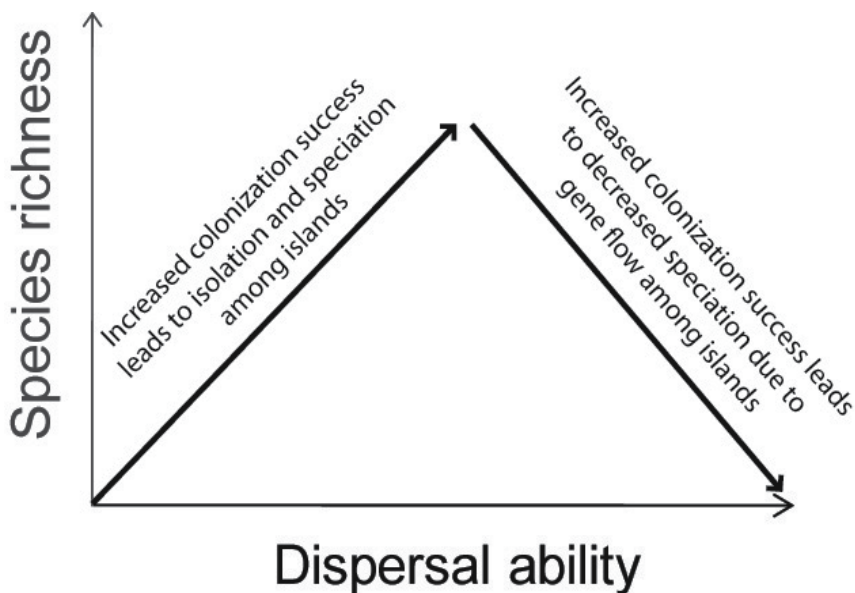 Species richness
Increased colonization success
leads to isolation and speciation
among islands
Increased colonization success leads
to decreased speciation due to
gene flow among islands
Dispersal ability